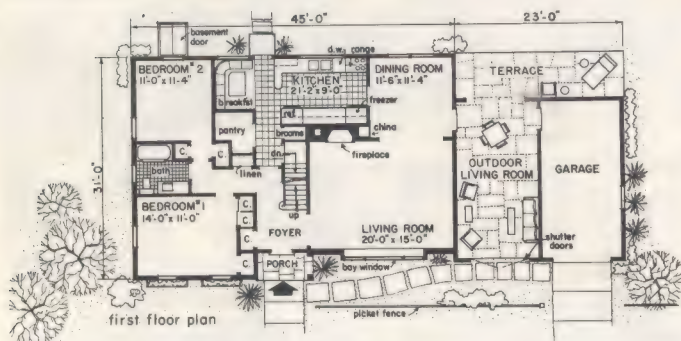 45'-0"
23'-0"
basement door
d.w. range
BEDROOM #2
11'-0" x 11'-4"
breakfast
KITCHEN
21'-2 x 9'-0"
DINING ROOM
11'-6" x 11'-4"
TERRACE
freezer
ref.
pantry
brooms
china
fireplace
31'-0"
C.
C.
bath
linen
dn.
OUTDOOR
LIVING ROOM
GARAGE
BEDROOM #1
14'-0" x 11'-0"
C.
C.
C.
C.
up
FOYER
LIVING ROOM
20'-0" x 15'-0"
shutter
doors
PORCH
bay window
first floor plan
picket fence